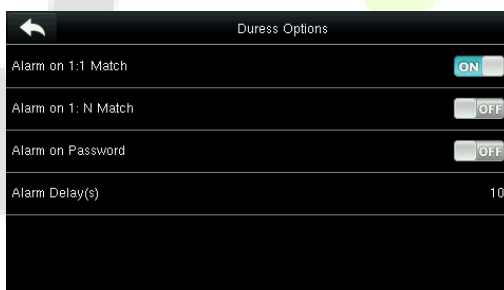 Duress Options
Alarm on 1:1 Match ON
Alarm on 1: N Match OFF
Alarm on Password OFF
Alarm Delay(s) 10